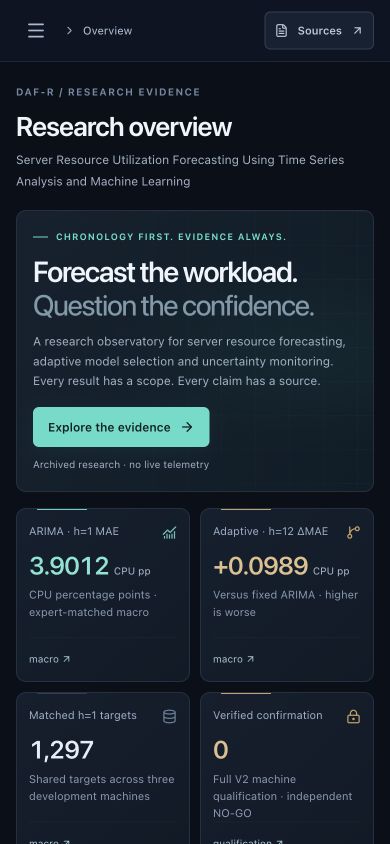 Overview
Sources
DAF-R / RESEARCH EVIDENCE
Research overview
Server Resource Utilization Forecasting Using Time Series
Analysis and Machine Learning
CHRONOLOGY FIRST. EVIDENCE ALWAYS.
Forecast the workload.
Question the confidence.
A research observatory for server resource forecasting,
adaptive model selection and uncertainty monitoring.
Every result has a scope. Every claim has a source.
Explore the evidence →
Archived research · no live telemetry
ARIMA · h=1 MAE
3.9012 CPU pp
CPU percentage points ·
expert-matched macro
macro ↗
Adaptive · h=12 ΔMAE
+0.0989 CPU pp
Versus fixed ARIMA · higher
is worse
macro ↗
Matched h=1 targets
1,297
Shared targets across three
development machines
macro ↗
Verified confirmation
0
Full V2 machine
qualification · independent
NO-GO
qualification ↗